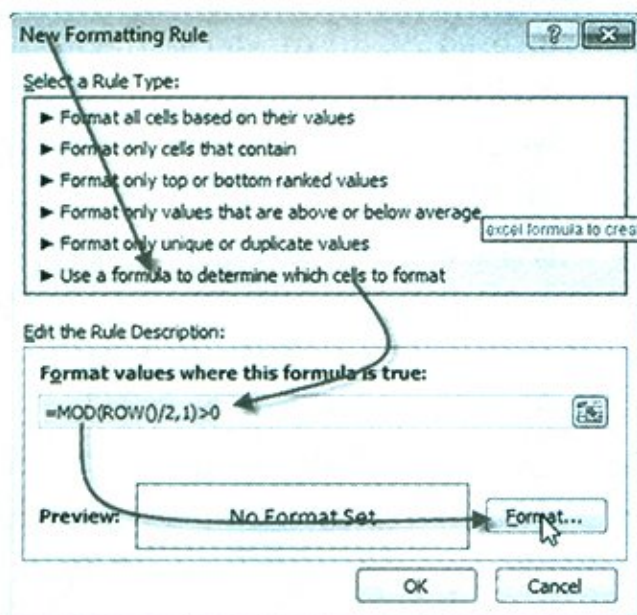 New Formatting Rule
Select a Rule Type:
► Format all cells based on their values
► Format only cells that contain
► Format only top or bottom ranked values
► Format only values that are above or below average
excel formula to crea
► Format only unique or duplicate values
► Use a formula to determine which cells to format
Edit the Rule Description:
Format values where this formula is true:
=MOD(ROW()/2,1)>0
Preview:
No Format Set
Format...
OK
Cancel